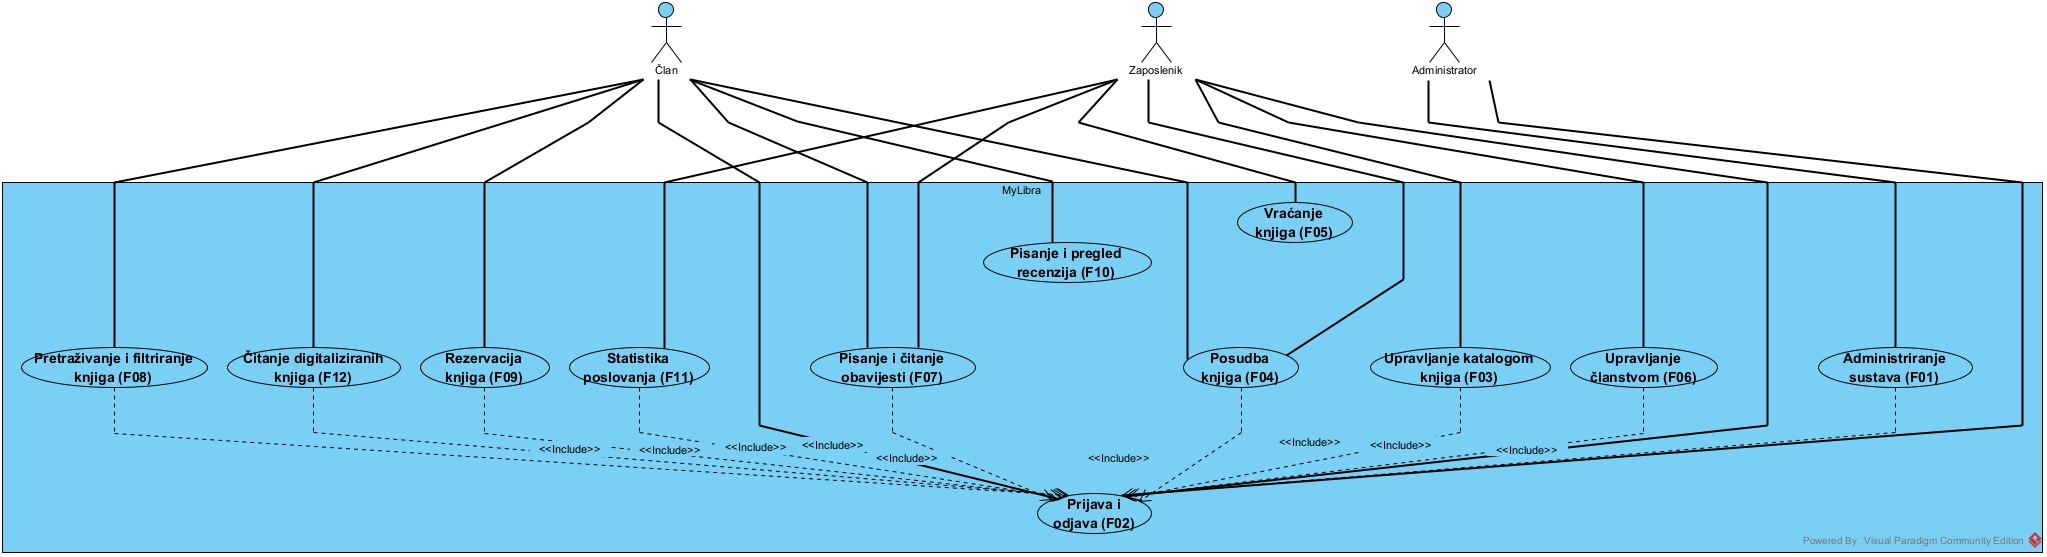 Član
Zaposlenik
Administrator
MyLibra
Vraćanje
knjiga (F05)
Pisanje i pregled
recenzija (F10)
Pretraživanje i filtriranje
knjiga (F08)
Čitanje digitaliziranih
knjiga (F12)
Rezervacija
knjiga (F09)
Statistika
poslovanja (F11)
Pisanje i čitanje
obavijesti (F07)
Posudba
knjiga (F04)
Upravljanje katalogom
knjiga (F03)
Upravljanje
članstvom (F06)
Administriranje
sustava (F01)
<<Include>>
<<Include>>
<<Include>>
<<Include>>
<<Include>>
<<Include>>
<<Include>>
<<Include>>
<<Include>>
Prijava i
odjava (F02)
Powered By Visual Paradigm Community Edition